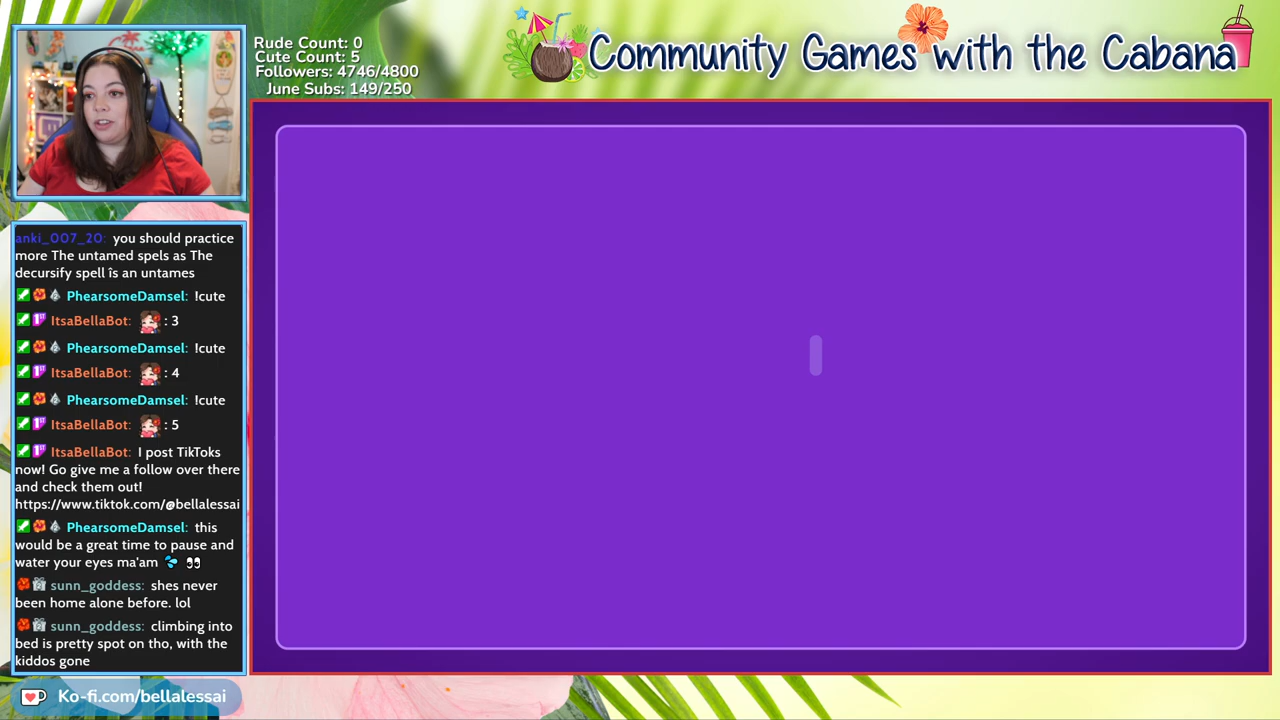 Rude Count: 0
Cute Count: 5
Followers: 4746/4800
June Subs: 149/250
Community Games with the Cabana
anki_007_20: you should practice
more The untamed spels as The
decursify spell îs an untames
PhearsomeDamsel: !cute
ItsaBellaBot: : 3
PhearsomeDamsel: !cute
ItsaBellaBot: : 4
PhearsomeDamsel: !cute
ItsaBellaBot: : 5
ItsaBellaBot: I post TikToks
now! Go give me a follow over there
and check them out!
https://www.tiktok.com/@bellalessai
PhearsomeDamsel: this
would be a great time to pause and
water your eyes ma'am
sunn_goddess: shes never
been home alone before. lol
sunn_goddess: climbing into
bed is pretty spot on tho, with the
kiddos gone
Ko-fi.com/bellalessai